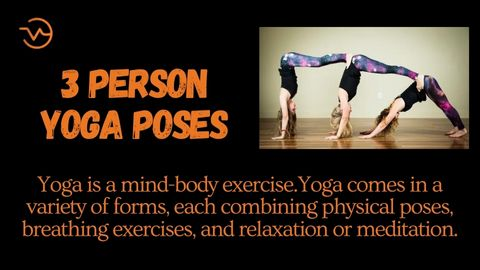 3 PERSON
YOGA POSES
Yoga is a mind-body exercise.Yoga comes in a
variety of forms, each combining physical poses,
breathing exercises, and relaxation or meditation.